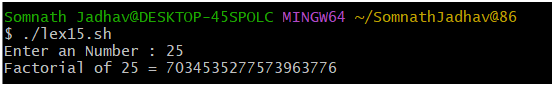 Somnath Jadhav@DESKTOP-45SPOLC MINGW64 ~/SomnathJadhav@86
$ ./lex15.sh
Enter an Number : 25
Factorial of 25 = 7034535277573963776